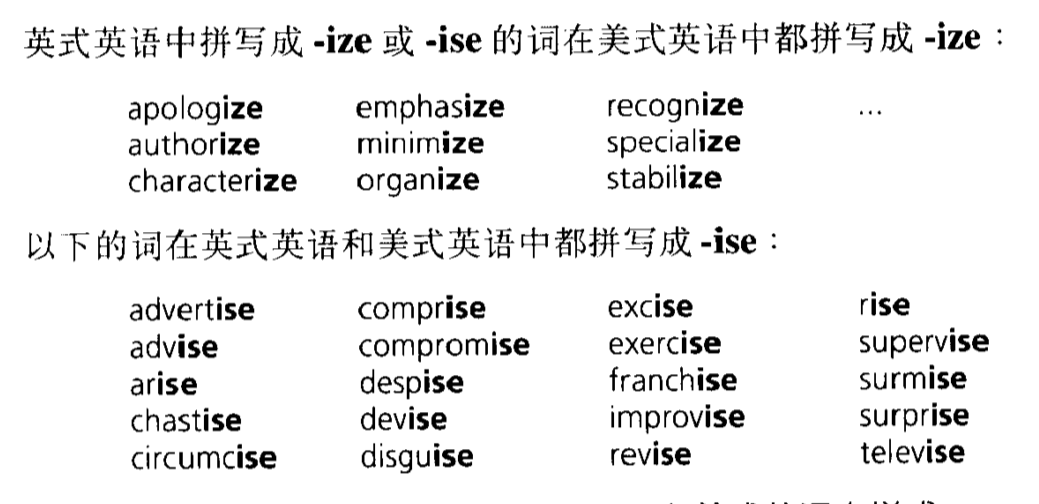 英式英语中拼写成 -ize 或 -ise 的词在美式英语中都拼写成 -ize：
apologize emphasize recognize ...
authorize minimize specialize
characterize organize stabilize
以下的词在英式英语和美式英语中都拼写成 -ise：
advertise comprise excise rise
advise compromise exercise supervise
arise despise franchise surmise
chastise devise improvise surprise
circumcise disguise revise televise